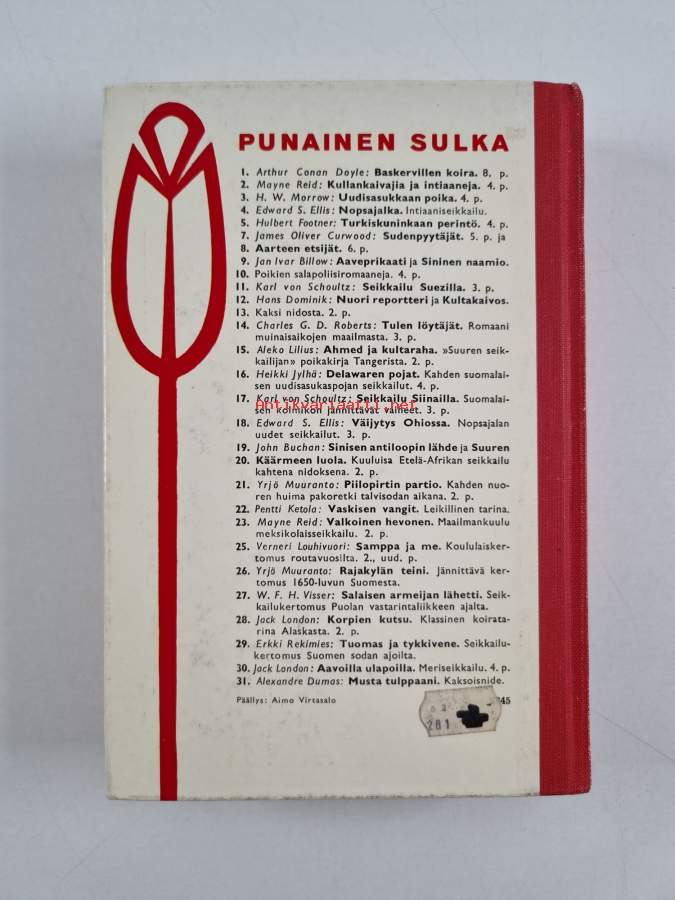 PUNAINEN SULKA
1. Arthur Conan Doyle: Baskervillen koira. 8. p.
2. Mayne Reid: Kullankaivajia ja intiaaneja. 4. p.
3. H. W. Morrow: Uudisasukkaan poika. 4. p.
4. Edward S. Ellis: Nopsajalka. Intiaaniseikkailu.
5. Hulbert Footner: Turkiskuninkaan perintö. 4. p.
7. James Oliver Curwood: Sudenpyytäjät. 5. p. ja
8. Aarteen etsijät. 6. p.
9. Jan Ivar Billow: Aaveprikaati ja Sininen naamio.
10. Poikien salapoliisiromaaneja. 4. p.
11. Karl von Schoultz: Seikkailu Suezilla. 3. p.
12. Hans Dominik: Nuori reportteri ja Kultakaivos.
13. Kaksi nidosta. 2. p.
14. Charles G. D. Roberts: Tulen löytäjät. Romaani
muinaisaikojen maailmasta. 3. p.
15. Aleko Lilius: Ahmed ja kultaraha. »Suuren seik-
kailijan» poikakirja Tangerista. 2. p.
16. Heikki Jylhä: Delawaren pojat. Kahden suomalai-
sen uudisasukaspojan seikkailut. 4. p.
17. Karl von Schoultz: Seikkailu Siinailla. Suomalai-
sen kolmikon jännittävät vaiheet. 3. p.
Antikvariaatti.net
18. Edward S. Ellis: Väijytys Ohiossa. Nopsajalan
uudet seikkailut. 3. p.
19. John Buchan: Sinisen antiloopin lähde ja Suuren
20. Käärmeen luola. Kuuluisa Etelä-Afrikan seikkailu
kahtena nidoksena. 2. p.
21. Yrjö Muuranto: Piilopirtin partio. Kahden nuo-
ren huima pakoretki talvisodan aikana. 2. p.
22. Pentti Ketola: Vaskisen vangit. Leikillinen tarina.
23. Mayne Reid: Valkoinen hevonen. Maailmankuulu
meksikolaisseikkailu. 2. p.
25. Verneri Louhivuori: Samppa ja me. Koululaisker-
tomus routavuosilta. 2., uud. p.
26. Yrjö Muuranto: Rajakylän teini. Jännittävä ker-
tomus 1650-luvun Suomesta.
27. W. F. H. Visser: Salaisen armeijan lähetti. Seik-
kailukertomus Puolan vastarintaliikkeen ajalta.
28. Jack London: Korpien kutsu. Klassinen koirata-
rina Alaskasta. 2. p.
29. Erkki Rekimies: Tuomas ja tykkivene. Seikkailu-
kertomus Suomen sodan ajoilta.
30. Jack London: Aavoilla ulapoilla. Meriseikkailu. 4. p.
31. Alexandre Dumas: Musta tulppaani. Kaksoisnide.
Päällys: Aimo Virtasalo
281